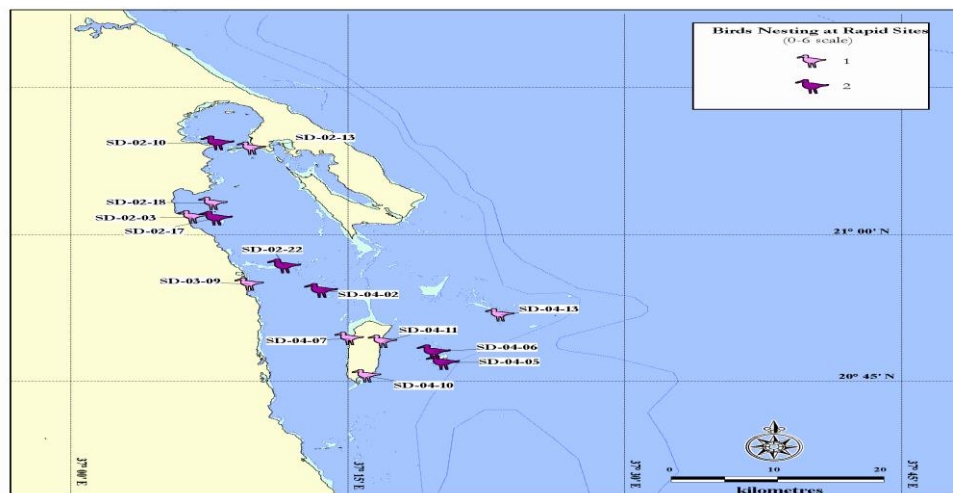 Birds Nesting at Rapid Sites
(0-6 scale)
1
2
SD-02-13
SD-02-10
SD-02-18
SD-02-03
SD-02-17
21° 00' N
SD-02-22
SD-03-09
SD-04-02
SD-04-13
SD-04-11
SD-04-07
SD-04-06
SD-04-05
SD-04-10
20° 45' N
37° 00' E
37° 15' E
37° 30' E
37° 45' E
0 10 20
kilometres